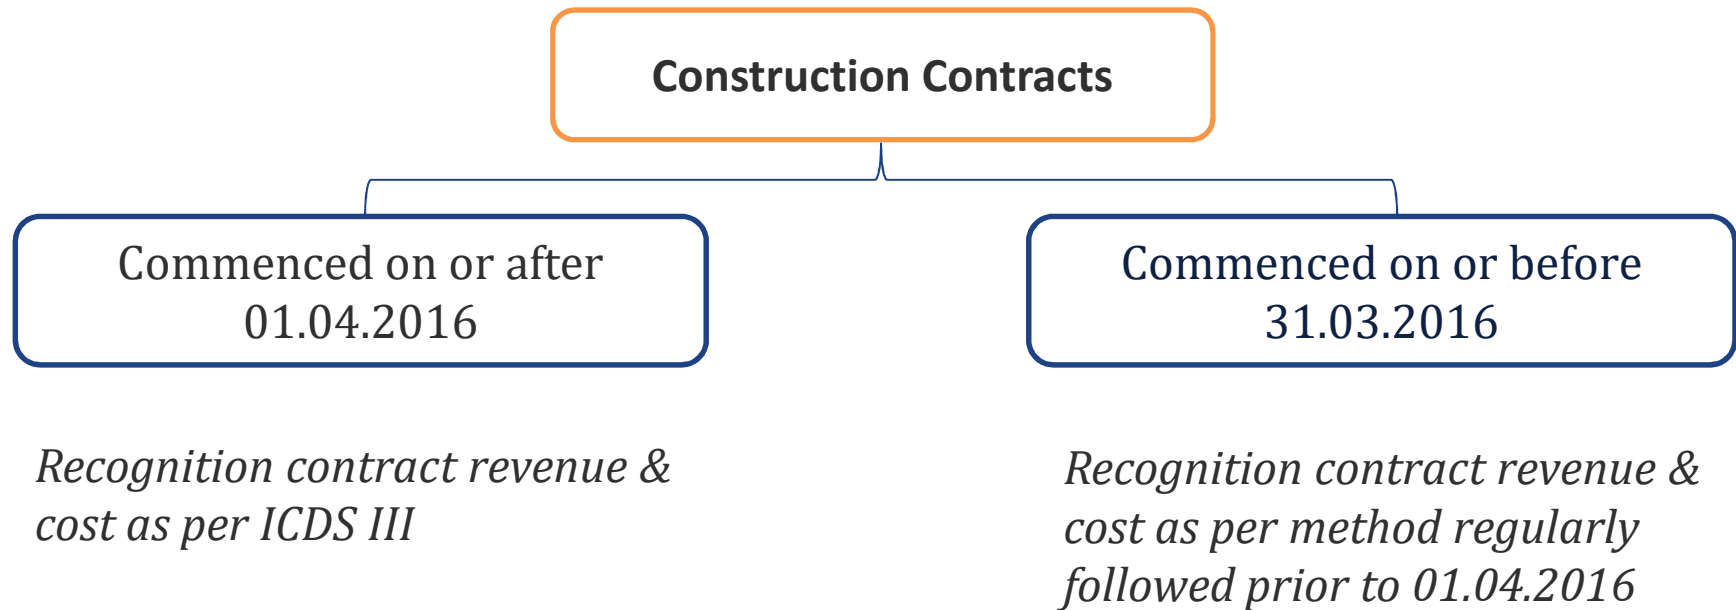 Construction Contracts
Commenced on or after
01.04.2016
Commenced on or before
31.03.2016
Recognition contract revenue &
cost as per ICDS III
Recognition contract revenue &
cost as per method regularly
followed prior to 01.04.2016